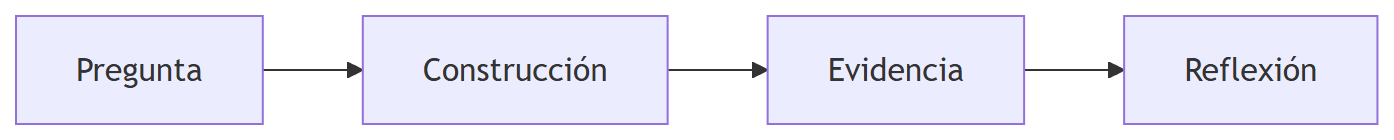 Pregunta
Construcción
Evidencia
Reflexión